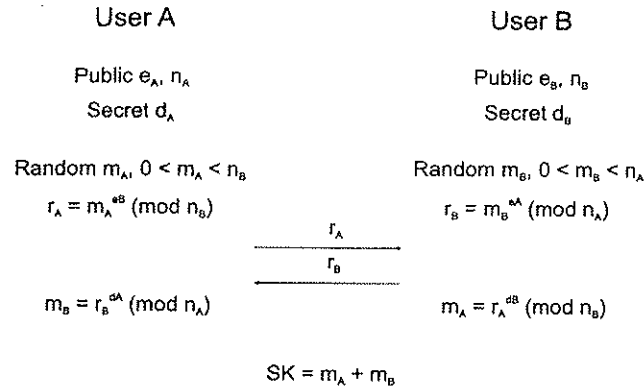 User A
User B
Public e_A, n_A
Public e_B, n_B
Secret d_A
Secret d_B
Random m_A, 0 < m_A < n_B
Random m_B, 0 < m_B < n_A
r_A = m_A^eB (mod n_B)
r_B = m_B^eA (mod n_A)
r_A
r_B
m_B = r_B^dA (mod n_A)
m_A = r_A^dB (mod n_B)
SK = m_A + m_B